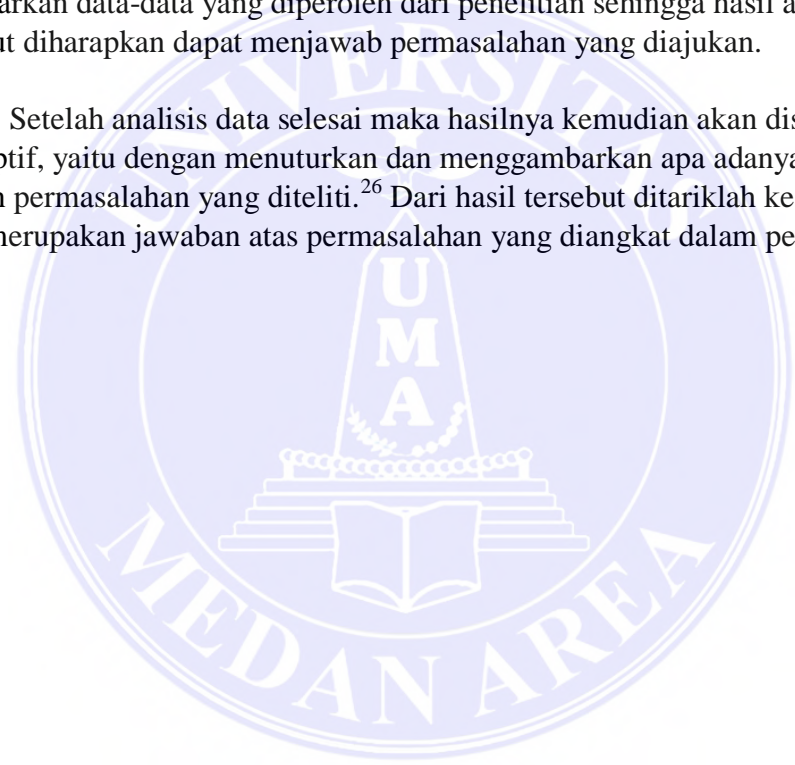 arkan data-data yang diperoleh dari penelitian sehingga hasil a
ut diharapkan dapat menjawab permasalahan yang diajukan.
Setelah analisis data selesai maka hasilnya kemudian akan dis
ptif, yaitu dengan menuturkan dan menggambarkan apa adanya
n permasalahan yang diteliti.26 Dari hasil tersebut ditariklah ke
nerupakan jawaban atas permasalahan yang diangkat dalam pe
UNIVERSITAS
U
M
A
MEDAN AREA